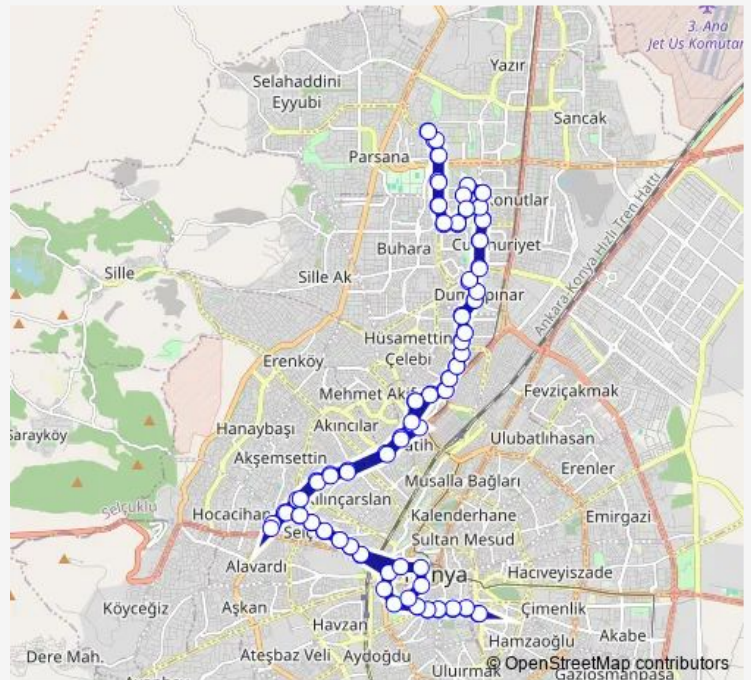 3. Ana
Jet Üs Komutan
Yazır
Selahaddini
Eyyubi
Sancak
Parsana
Konutlar
Buhara
Cumhuriyet
Sille
Sille Ak
Ankara Konya Hızlı Tren Hattı
Dumlupınar
Hüsamettin
Çelebi
Erenköy
Mehmet Akif
Fevziçakmak
Hanaybaşı
Akıncılar
Sarayköy
Fatih
Ulubatlıhasan
Akşemsettin
Erenler
Musalla Bağları
Kılınçarslan
Selçuklu
Hocacihan
Kalenderhane
Emirgazi
Sultan Mesud
Alavardı
Konya
Hacıveyiszade
Köyceğiz
Aşkan
Çimenlik
Havzan
Hamzaoğlu
Akabe
Dere Mah.
Ateşbaz Veli
Aydoğdu
Uluırmak
Gaziosmanpaşa
© OpenStreetMap contributors